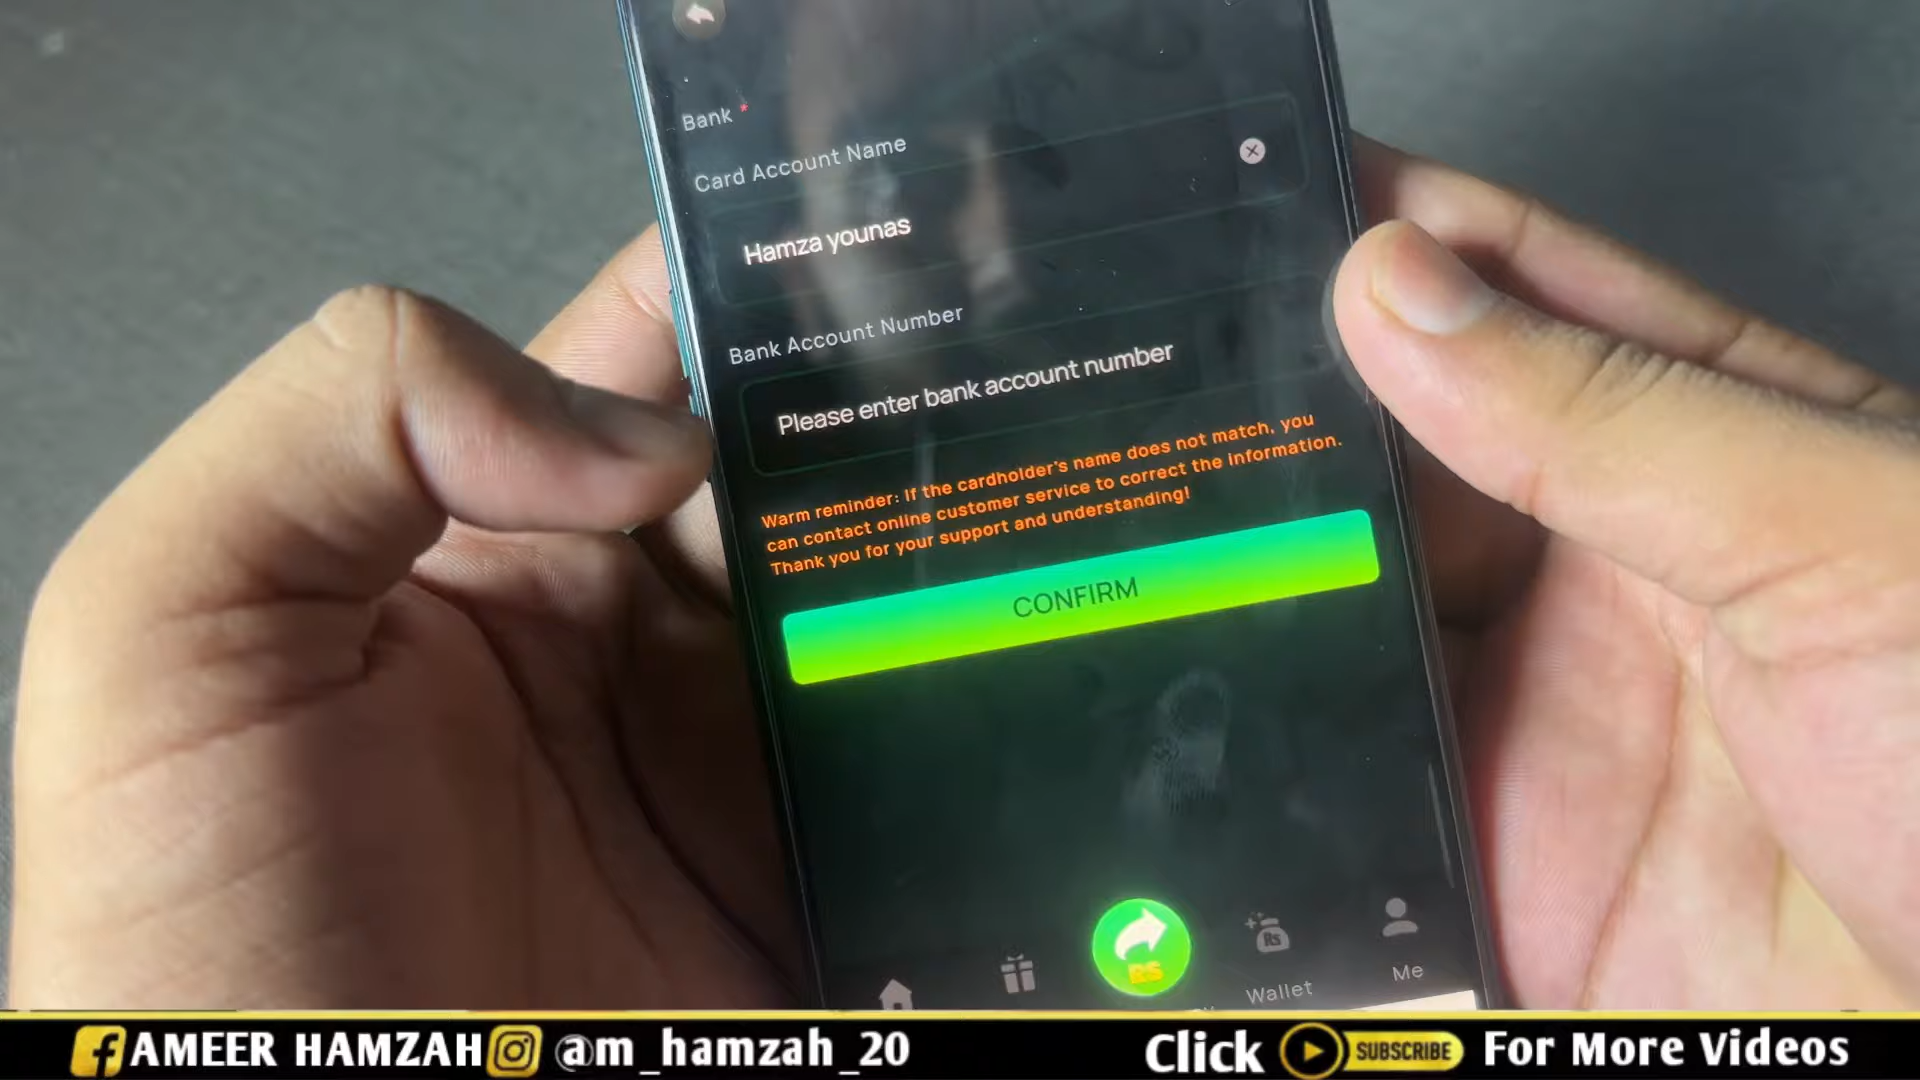 Bank *
Card Account Name
Hamza younas
Bank Account Number
Please enter bank account number
Warm reminder: If the cardholder's name does not match, you
can contact online customer service to correct the information.
Thank you for your support and understanding!
CONFIRM
RS
Rs
Wallet
Me
AMEER HAMZAH @m_hamzah_20 Click SUBSCRIBE For More Videos